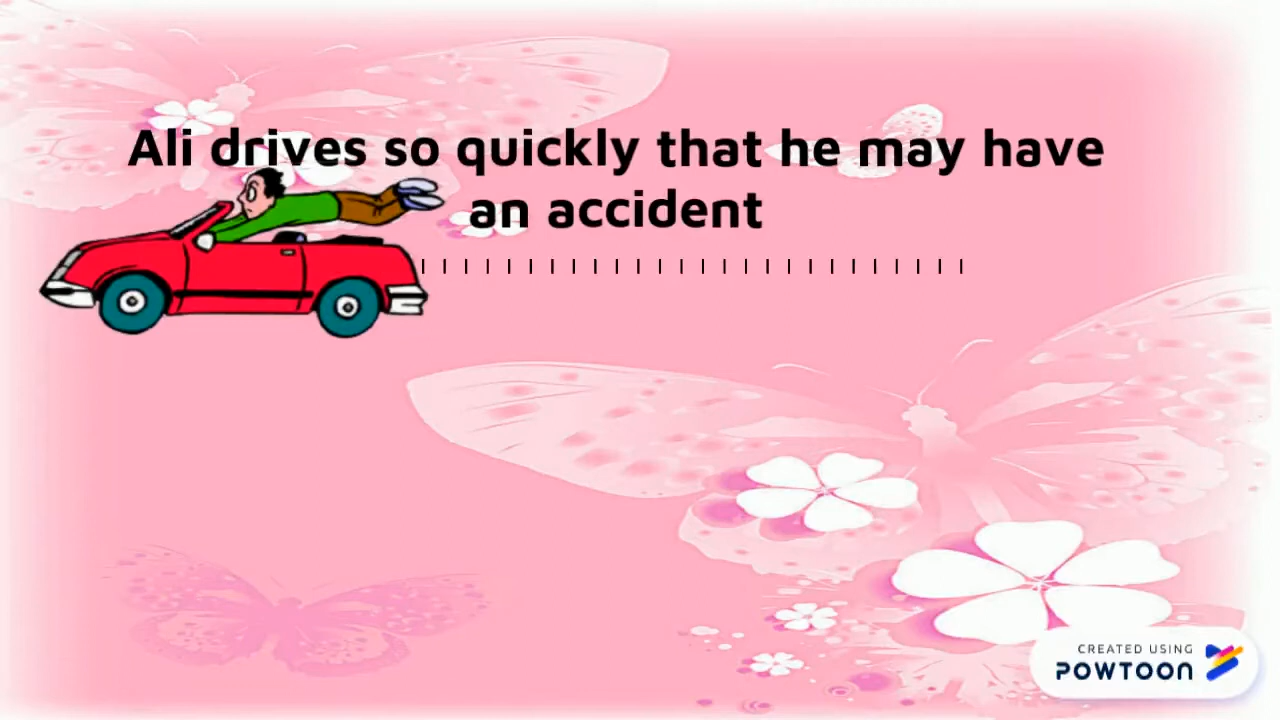 Ali drives so quickly that he may have
an accident
CREATED USING
POWTOON